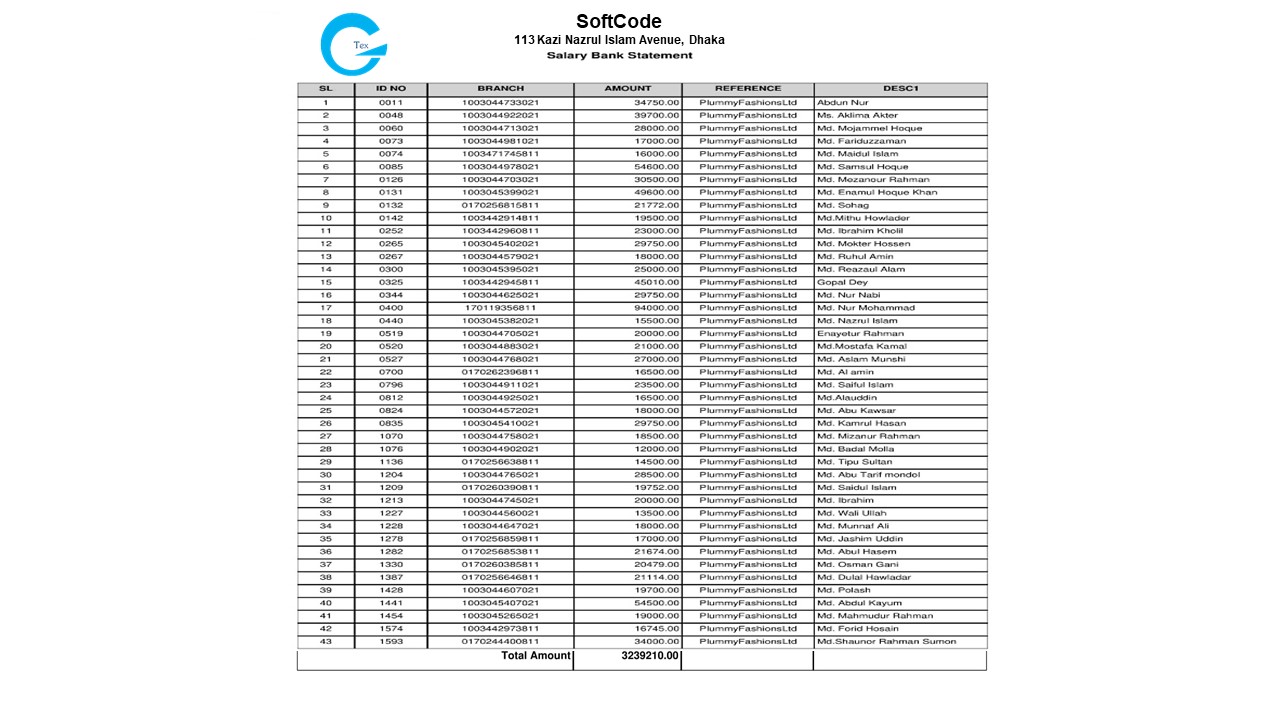 Tex
SoftCode
113 Kazi Nazrul Islam Avenue, Dhaka
Salary Bank Statement
SL ID NO BRANCH AMOUNT REFERENCE DESC1
1 0011 1003044733021 34750.00 PlummyFashionsLtd Abdun Nur
2 0048 1003044922021 39700.00 PlummyFashionsLtd Ms. Aklima Akter
3 0060 1003044713021 28000.00 PlummyFashionsLtd Md. Mojammel Hoque
4 0073 1003044981021 17000.00 PlummyFashionsLtd Md. Fariduzzaman
5 0074 1003471745811 16000.00 PlummyFashionsLtd Md. Maidul Islam
6 0085 1003044978021 54600.00 PlummyFashionsLtd Md. Samsul Hoque
7 0126 1003044703021 30500.00 PlummyFashionsLtd Md. Mezanour Rahman
8 0131 1003045399021 49600.00 PlummyFashionsLtd Md. Enamul Hoque Khan
9 0132 0170256815811 21772.00 PlummyFashionsLtd Md. Sohag
10 0142 1003442914811 19500.00 PlummyFashionsLtd Md.Mithu Howlader
11 0252 1003442960811 23000.00 PlummyFashionsLtd Md. Ibrahim Kholil
12 0265 1003045402021 29750.00 PlummyFashionsLtd Md. Mokter Hossen
13 0267 1003044579021 18000.00 PlummyFashionsLtd Md. Ruhul Amin
14 0300 1003045395021 25000.00 PlummyFashionsLtd Md. Reazaul Alam
15 0325 1003442945811 45010.00 PlummyFashionsLtd Gopal Dey
16 0344 1003044625021 29750.00 PlummyFashionsLtd Md. Nur Nabi
17 0400 170119356811 94000.00 PlummyFashionsLtd Md. Nur Mohammad
18 0440 1003045382021 15500.00 PlummyFashionsLtd Md. Nazrul Islam
19 0519 1003044705021 20000.00 PlummyFashionsLtd Enayetur Rahman
20 0520 1003044883021 21000.00 PlummyFashionsLtd Md.Mostafa Kamal
21 0527 1003044768021 27000.00 PlummyFashionsLtd Md. Aslam Munshi
22 0700 0170262396811 16500.00 PlummyFashionsLtd Md. Al amin
23 0796 1003044911021 23500.00 PlummyFashionsLtd Md. Saiful Islam
24 0812 1003044925021 16500.00 PlummyFashionsLtd Md.Alauddin
25 0824 1003044572021 18000.00 PlummyFashionsLtd Md. Abu Kawsar
26 0835 1003045410021 29750.00 PlummyFashionsLtd Md. Kamrul Hasan
27 1070 1003044758021 18500.00 PlummyFashionsLtd Md. Mizanur Rahman
28 1076 1003044902021 12000.00 PlummyFashionsLtd Md. Badal Molla
29 1136 0170256638811 14500.00 PlummyFashionsLtd Md. Tipu Sultan
30 1204 1003044765021 28500.00 PlummyFashionsLtd Md. Abu Tarif mondol
31 1209 0170260390811 19752.00 PlummyFashionsLtd Md. Saidul Islam
32 1213 1003044745021 20000.00 PlummyFashionsLtd Md. Ibrahim
33 1227 1003044560021 13500.00 PlummyFashionsLtd Md. Wali Ullah
34 1228 1003044647021 18000.00 PlummyFashionsLtd Md. Munnaf Ali
35 1278 0170256859811 17000.00 PlummyFashionsLtd Md. Jashim Uddin
36 1282 0170256853811 21674.00 PlummyFashionsLtd Md. Abul Hasem
37 1330 0170260385811 20479.00 PlummyFashionsLtd Md. Osman Gani
38 1387 0170256646811 21114.00 PlummyFashionsLtd Md. Dulal Hawladar
39 1428 1003044607021 19700.00 PlummyFashionsLtd Md. Polash
40 1441 1003045407021 54500.00 PlummyFashionsLtd Md. Abdul Kayum
41 1454 1003045265021 19000.00 PlummyFashionsLtd Md. Mahmudur Rahman
42 1574 1003442973811 16745.00 PlummyFashionsLtd Md. Forid Hosain
43 1593 0170244400811 34000.00 PlummyFashionsLtd Md.Shaunor Rahman Sumon
Total Amount 3239210.00